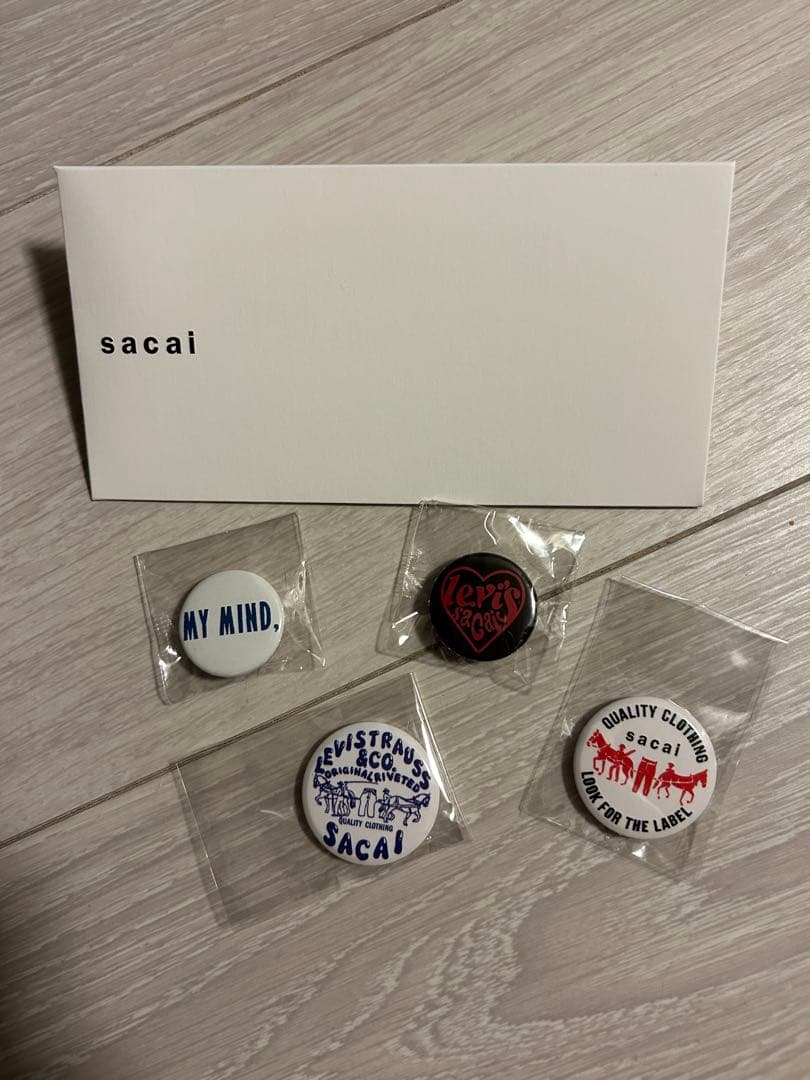 sacai
MY MIND,
levi's
sacai
LEVI STRAUSS
& CO.
ORIGINAL RIVETED
QUALITY CLOTHING
SACAI
QUALITY CLOTHING
sacai
LOOK FOR THE LABEL